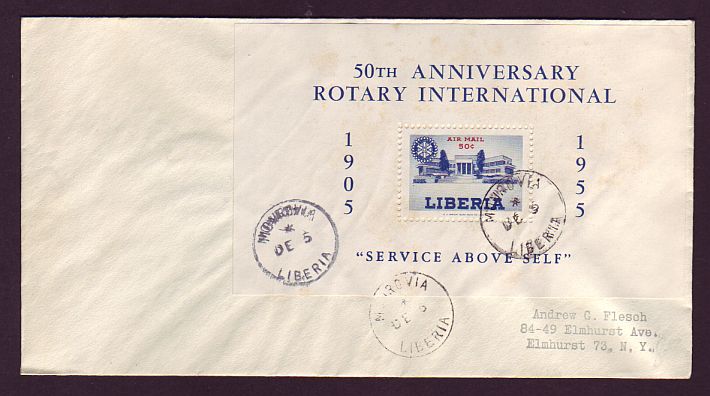 50TH ANNIVERSARY
ROTARY INTERNATIONAL
1905
1955
AIR MAIL
50¢
LIBERIA
"SERVICE ABOVE SELF"
MONROVIA
*
DE 5
LIBERIA
MONROVIA
*
DE 5
LIBERIA
MONROVIA
*
DE 5
LIBERIA
Andrew G. Flesch
84-49 Elmhurst Ave.
Elmhurst 73, N. Y.